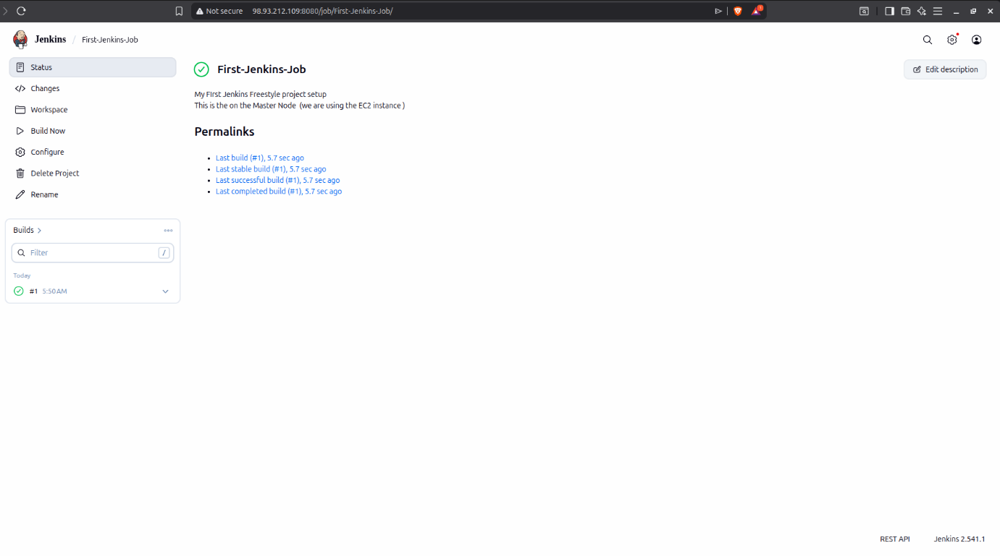 Not secure 98.93.212.109:8080/job/First-Jenkins-Job/
1
Jenkins / First-Jenkins-Job
Status
Changes
Workspace
Build Now
Configure
Delete Project
Rename
Builds
Filter /
Today
#1 5:50 AM
First-Jenkins-Job
Edit description
My FIrst Jenkins Freestyle project setup
This is the on the Master Node (we are using the EC2 instance )
Permalinks
Last build (#1), 5.7 sec ago
Last stable build (#1), 5.7 sec ago
Last successful build (#1), 5.7 sec ago
Last completed build (#1), 5.7 sec ago
REST API Jenkins 2.541.1